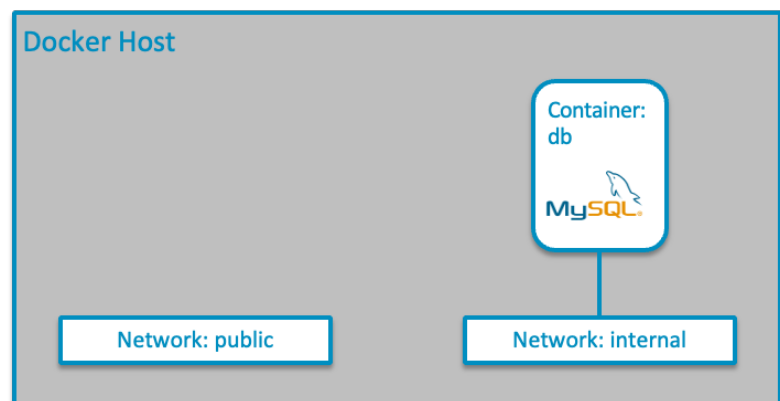 Docker Host
Container:
db
MySQL®
Network: public
Network: internal